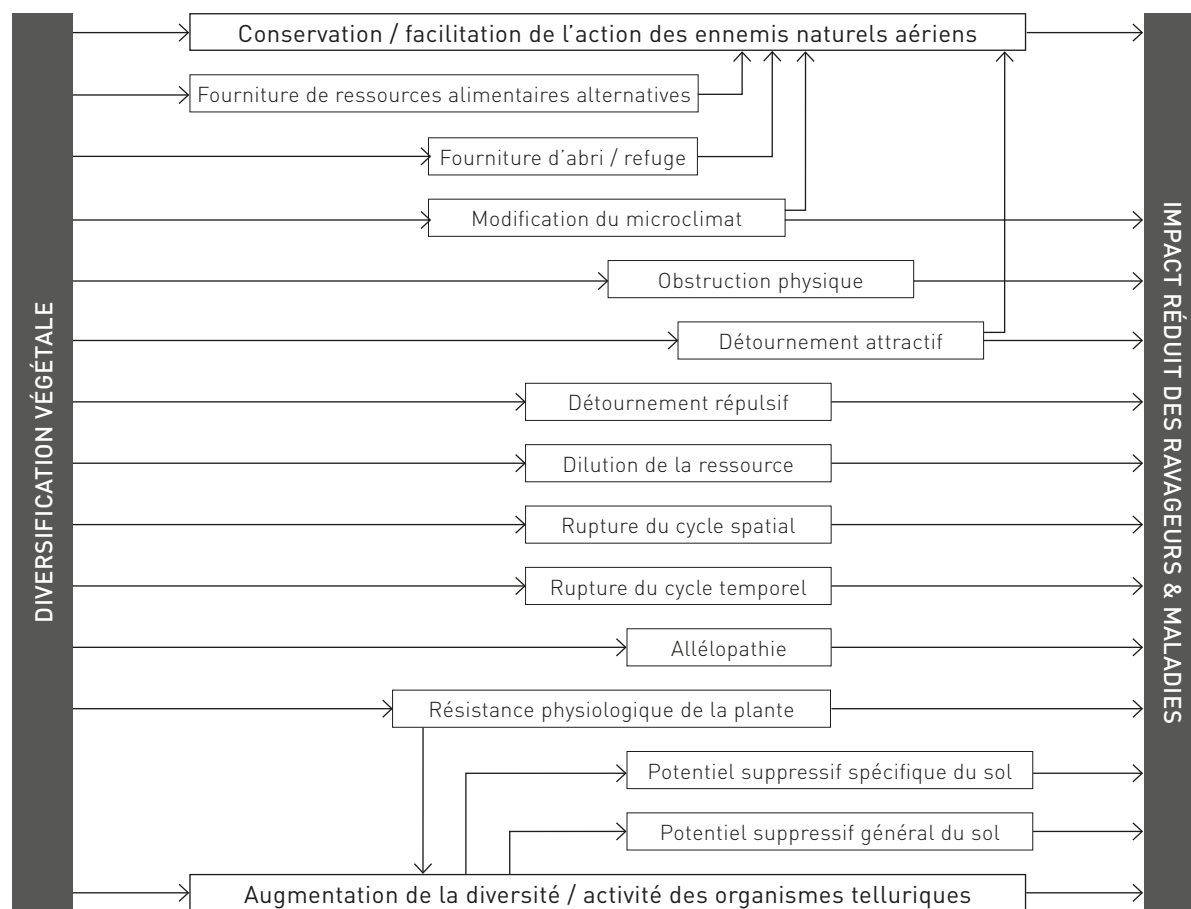 DIVERSIFICATION VÉGÉTALE
Conservation / facilitation de l’action des ennemis naturels aériens
Fourniture de ressources alimentaires alternatives
Fourniture d’abri / refuge
Modification du microclimat
Obstruction physique
Détournement attractif
Détournement répulsif
Dilution de la ressource
Rupture du cycle spatial
Rupture du cycle temporel
Allélopathie
Résistance physiologique de la plante
Potentiel suppressif spécifique du sol
Potentiel suppressif général du sol
Augmentation de la diversité / activité des organismes telluriques
IMPACT RÉDUIT DES RAVAGEURS & MALADIES